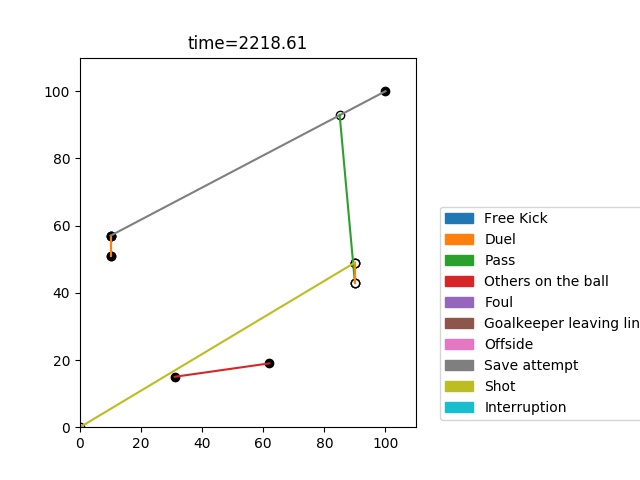 time=2218.61
100
80
60
40
20
0
0 20 40 60 80 100
Free Kick
Duel
Pass
Others on the ball
Foul
Goalkeeper leaving lin
Offside
Save attempt
Shot
Interruption